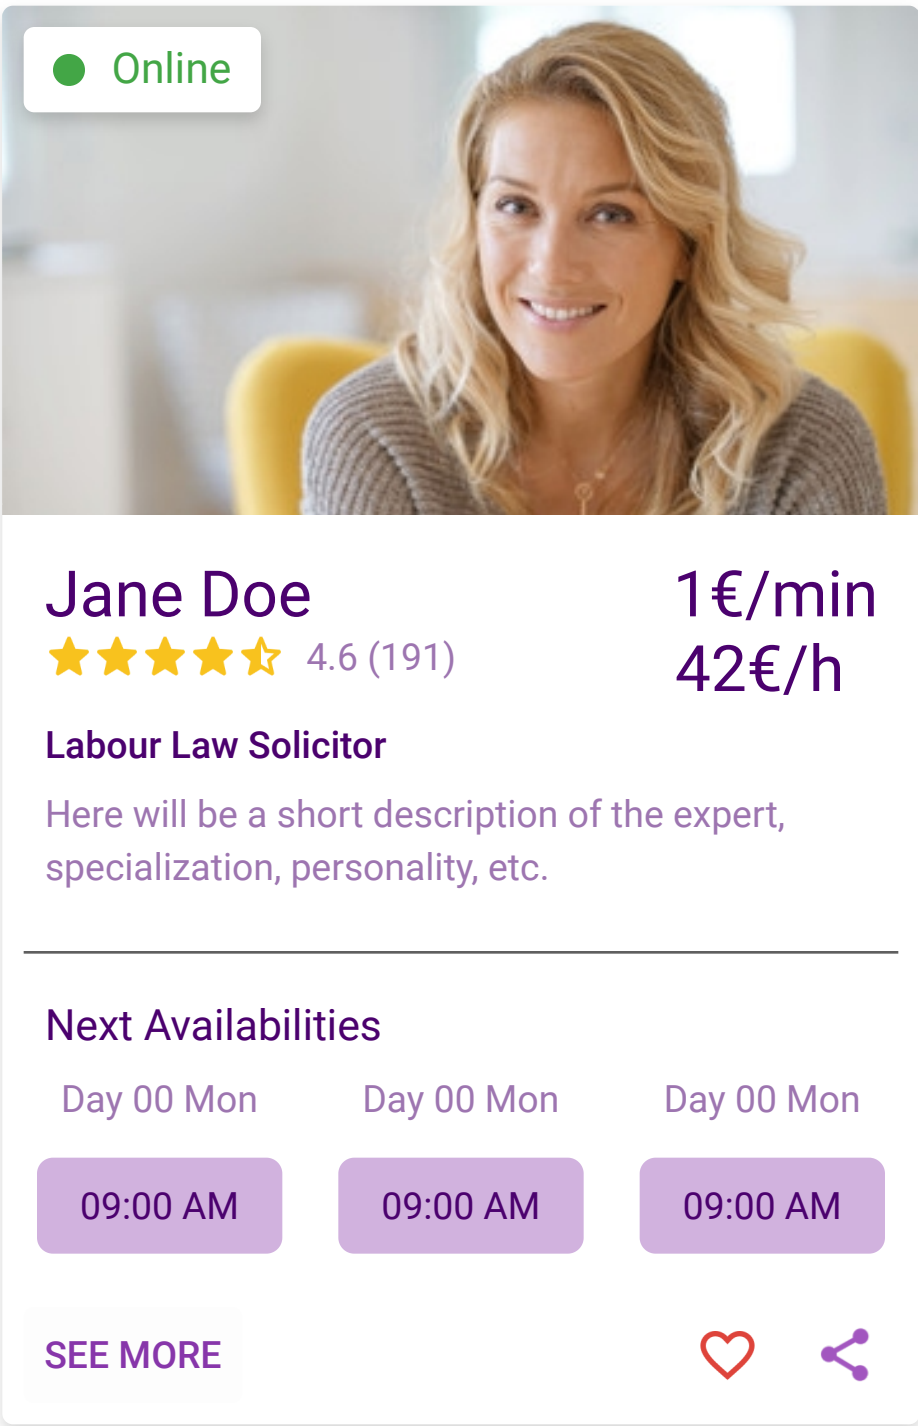 Online
Jane Doe
1€/min
4.6 (191)
42€/h
Labour Law Solicitor
Here will be a short description of the expert,
specialization, personality, etc.
Next Availabilities
Day 00 Mon Day 00 Mon Day 00 Mon
09:00 AM 09:00 AM 09:00 AM
SEE MORE